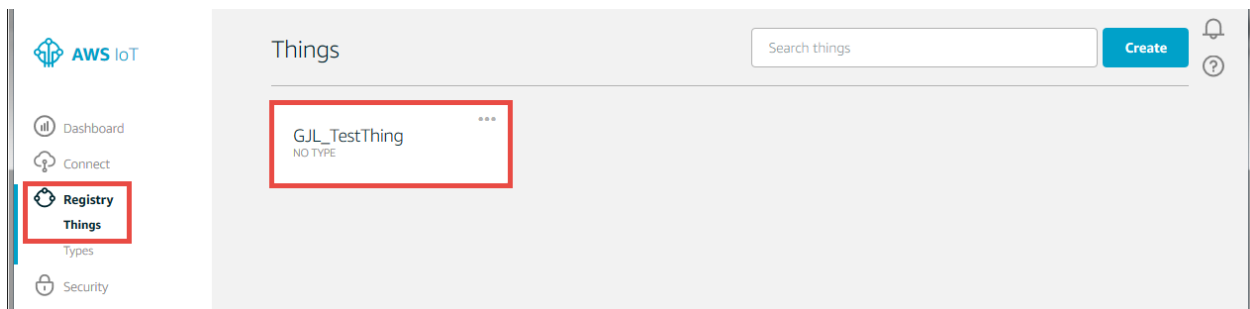 AWS IoT
Dashboard
Connect
Registry
Things
Types
Security
Things
Search things
Create
GJL_TestThing
NO TYPE